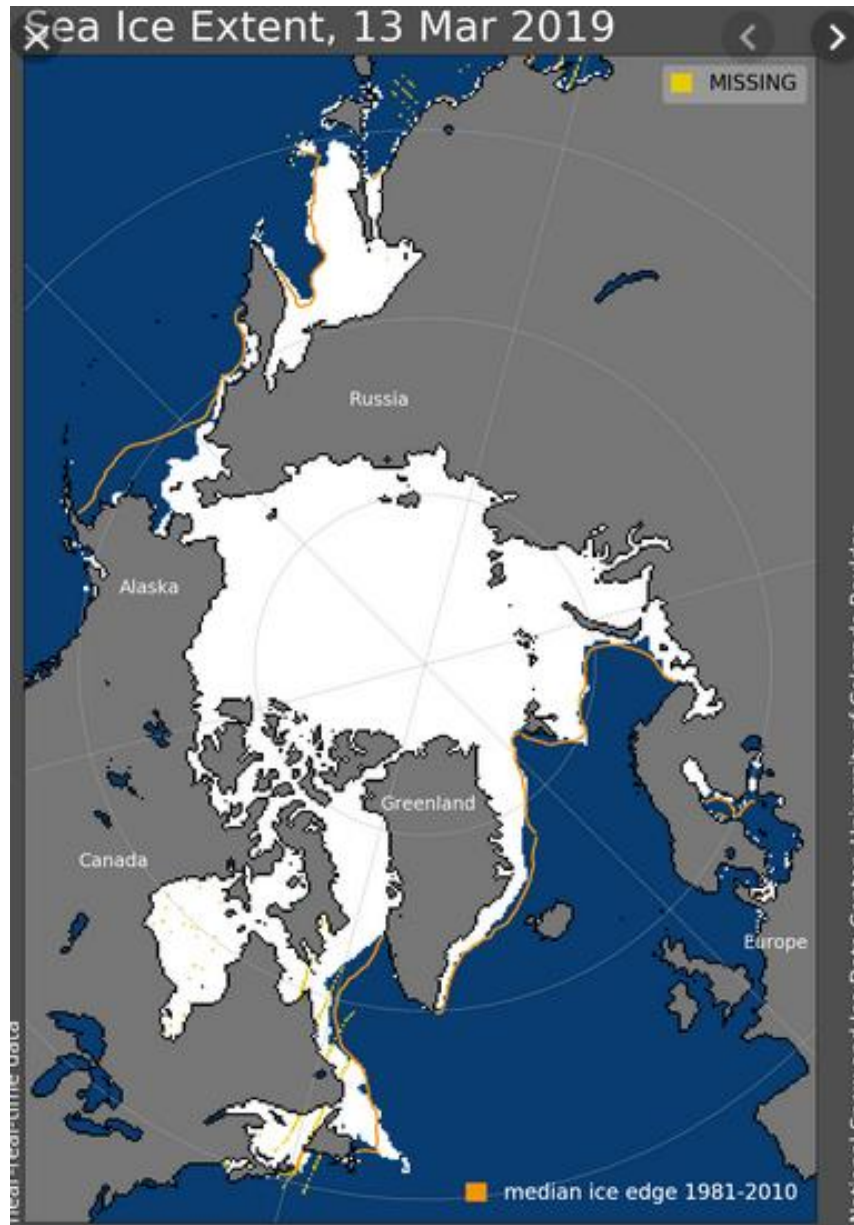 Sea Ice Extent, 13 Mar 2019
MISSING
Russia
Alaska
Greenland
Canada
Europe
near-real-time data
median ice edge 1981-2010